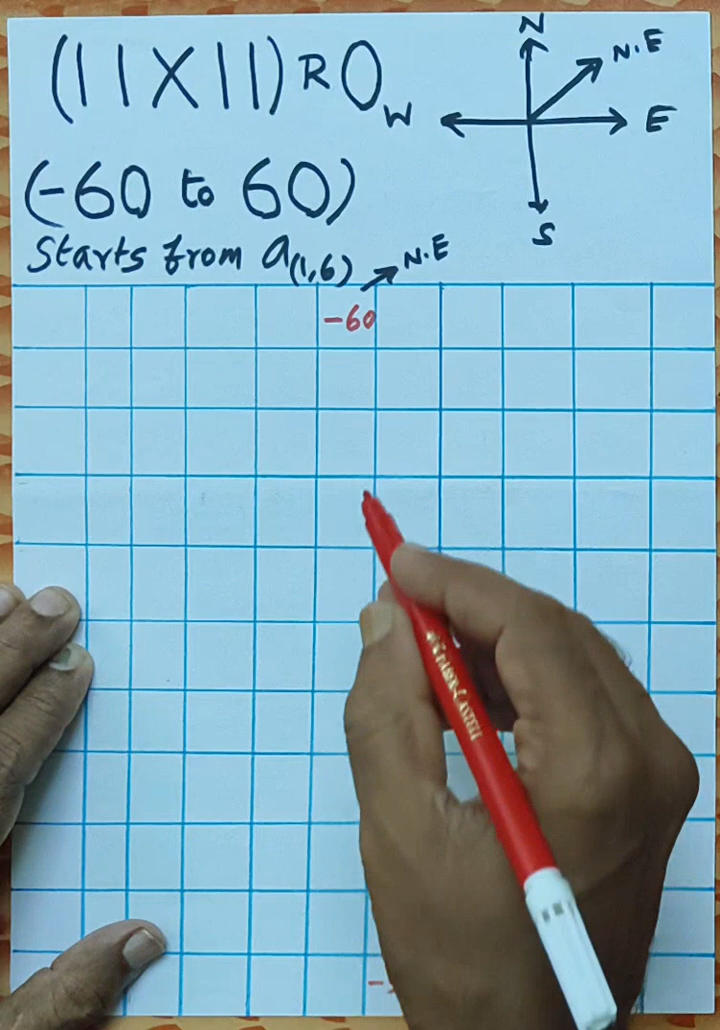 (11X11) RO
(-60 to 60)
Starts from a(1,6)
N.E
N
N.E
W
E
S
-60